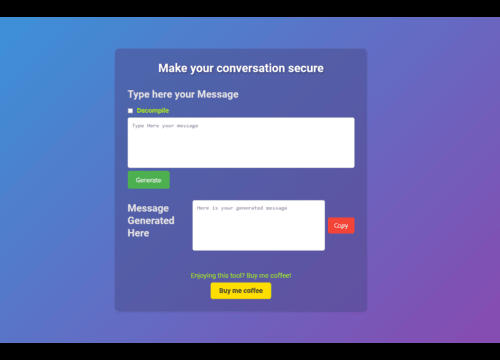 Make your conversation secure
Type here your Message
Decompile
Type Here your message
Generate
Message
Generated
Here
Here is your generated message
Copy
Enjoying this tool? Buy me coffee!
Buy me coffee